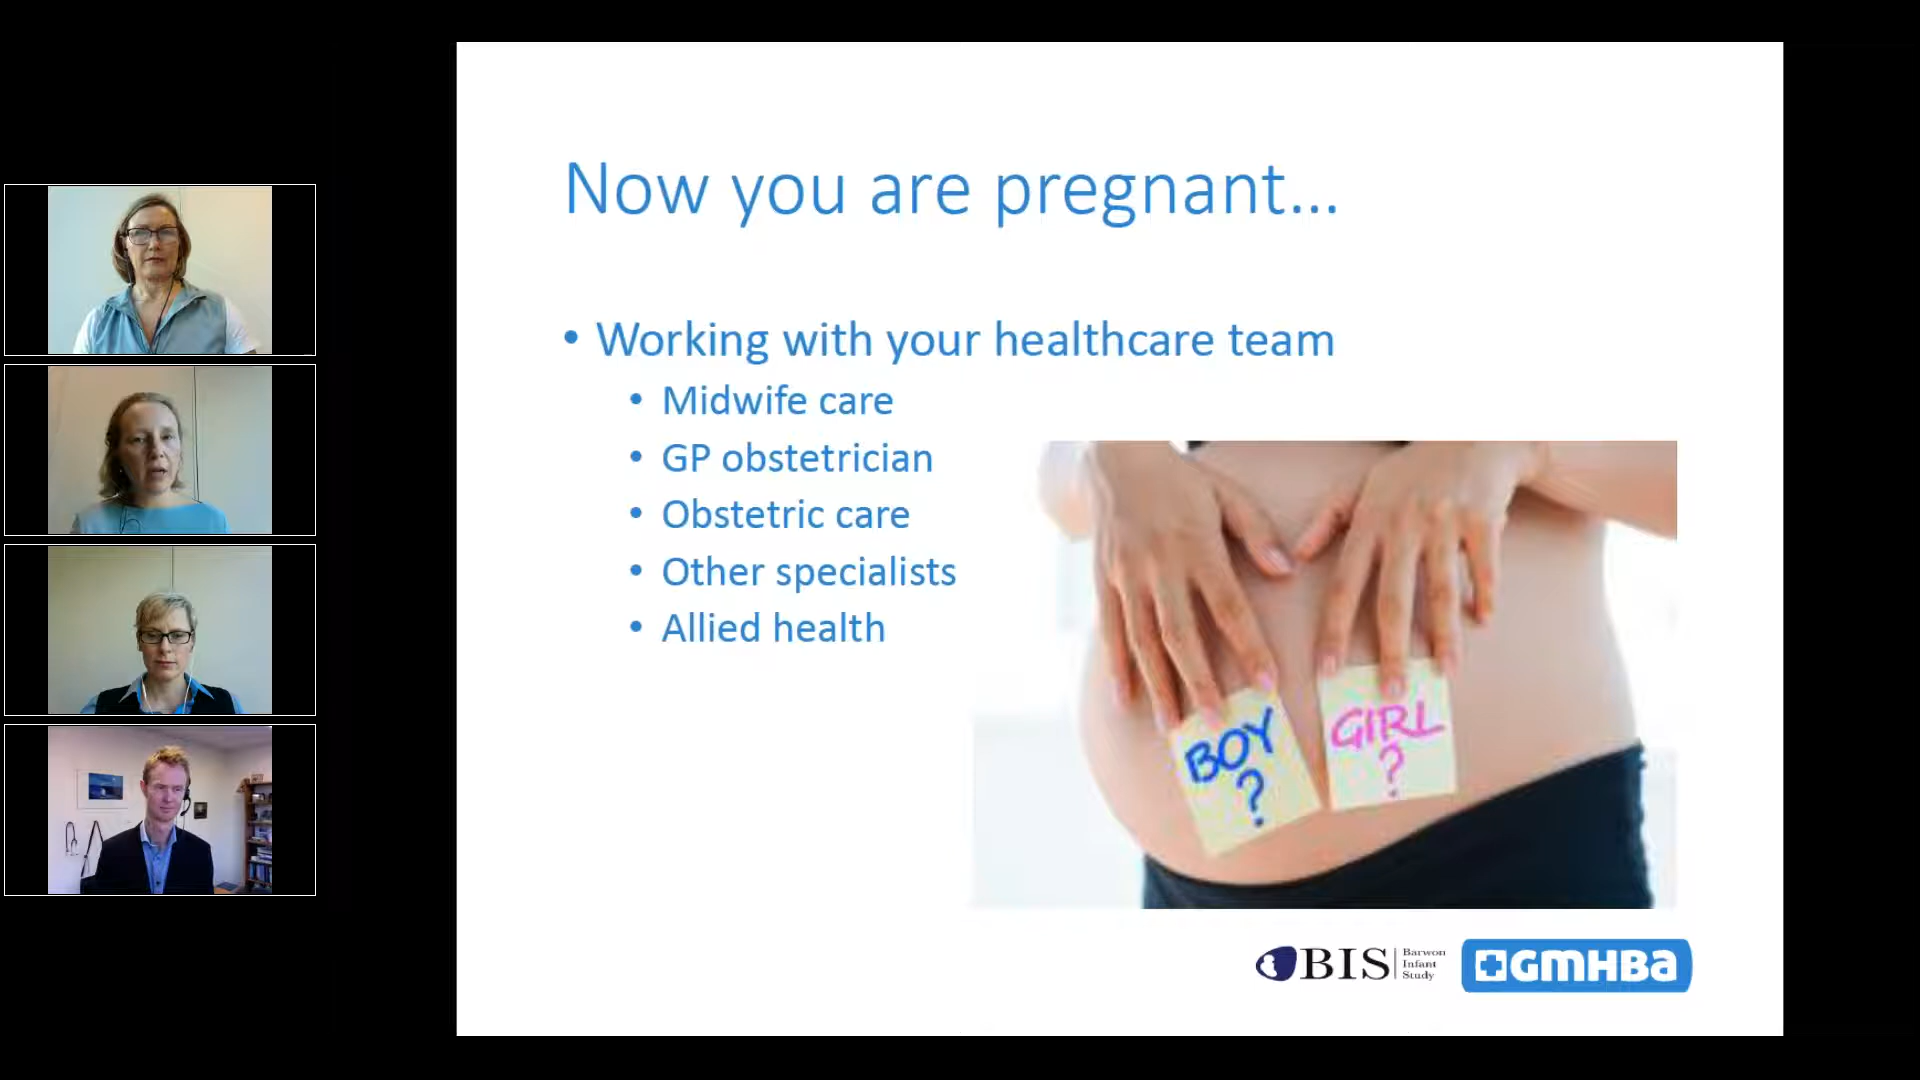 Now you are pregnant...
• Working with your healthcare team
• Midwife care
• GP obstetrician
• Obstetric care
• Other specialists
• Allied health
BOY
?
GIRL
?
BIS
Barwon
Infant
Study
GMHBA